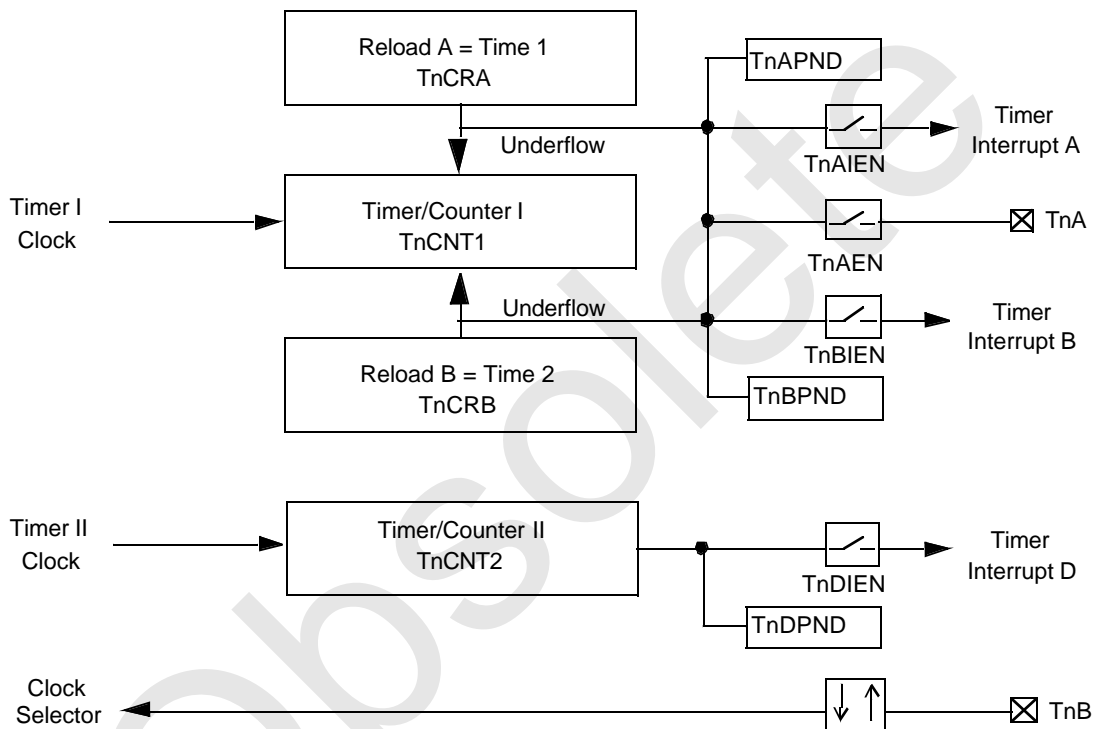 Reload A = Time 1
TnCRA
TnAPND
Underflow
Timer
Interrupt A
TnAIEN
Timer I
Clock
Timer/Counter I
TnCNT1
TnA
TnAEN
Underflow
Timer
Interrupt B
TnBIEN
Reload B = Time 2
TnCRB
TnBPND
Timer II
Clock
Timer/Counter II
TnCNT2
Timer
Interrupt D
TnDIEN
TnDPND
Clock
Selector
TnB
Obsolete